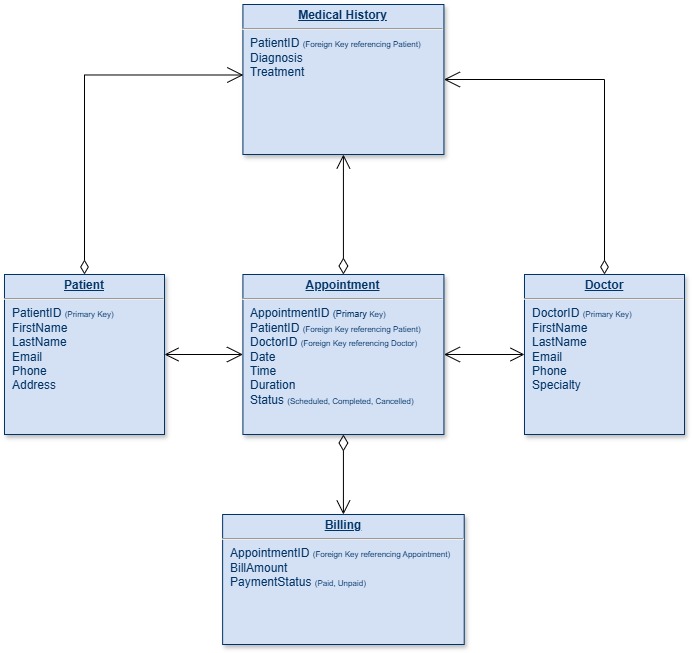 Medical History
PatientID (Foreign Key referencing Patient)
Diagnosis
Treatment
Patient
PatientID (Primary Key)
FirstName
LastName
Email
Phone
Address
Appointment
AppointmentID (Primary Key)
PatientID (Foreign Key referencing Patient)
DoctorID (Foreign Key referencing Doctor)
Date
Time
Duration
Status (Scheduled, Completed, Cancelled)
Doctor
DoctorID (Primary Key)
FirstName
LastName
Email
Phone
Specialty
Billing
AppointmentID (Foreign Key referencing Appointment)
BillAmount
PaymentStatus (Paid, Unpaid)